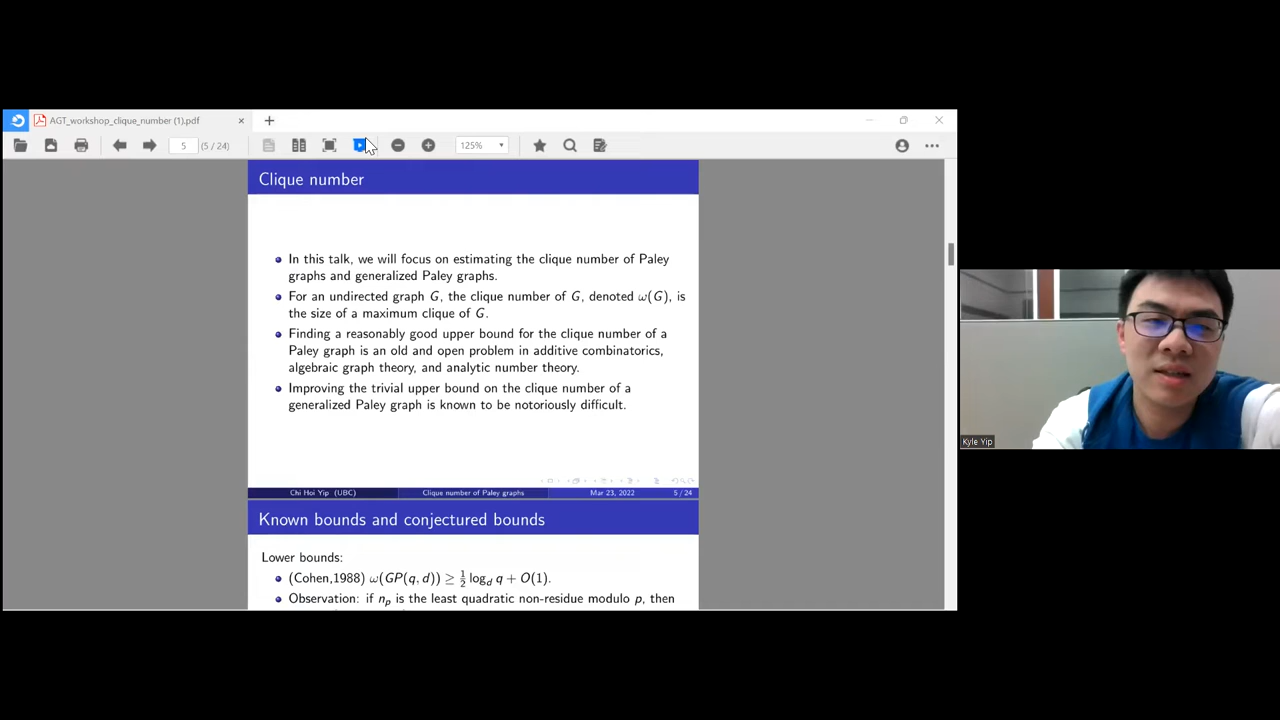 AGT_workshop_clique_number (1).pdf
5 (5 / 24)
125%
Clique number
In this talk, we will focus on estimating the clique number of Paley
graphs and generalized Paley graphs.
For an undirected graph G, the clique number of G, denoted ω(G), is
the size of a maximum clique of G.
Finding a reasonably good upper bound for the clique number of a
Paley graph is an old and open problem in additive combinatorics,
algebraic graph theory, and analytic number theory.
Improving the trivial upper bound on the clique number of a
generalized Paley graph is known to be notoriously difficult.
Chi Hoi Yip (UBC) Clique number of Paley graphs Mar 23, 2022 5 / 24
Known bounds and conjectured bounds
Lower bounds:
(Cohen,1988) ω(GP(q, d)) ≥ 1/2 log_d q + O(1).
Observation: if n_p is the least quadratic non-residue modulo p, then
Kyle Yip